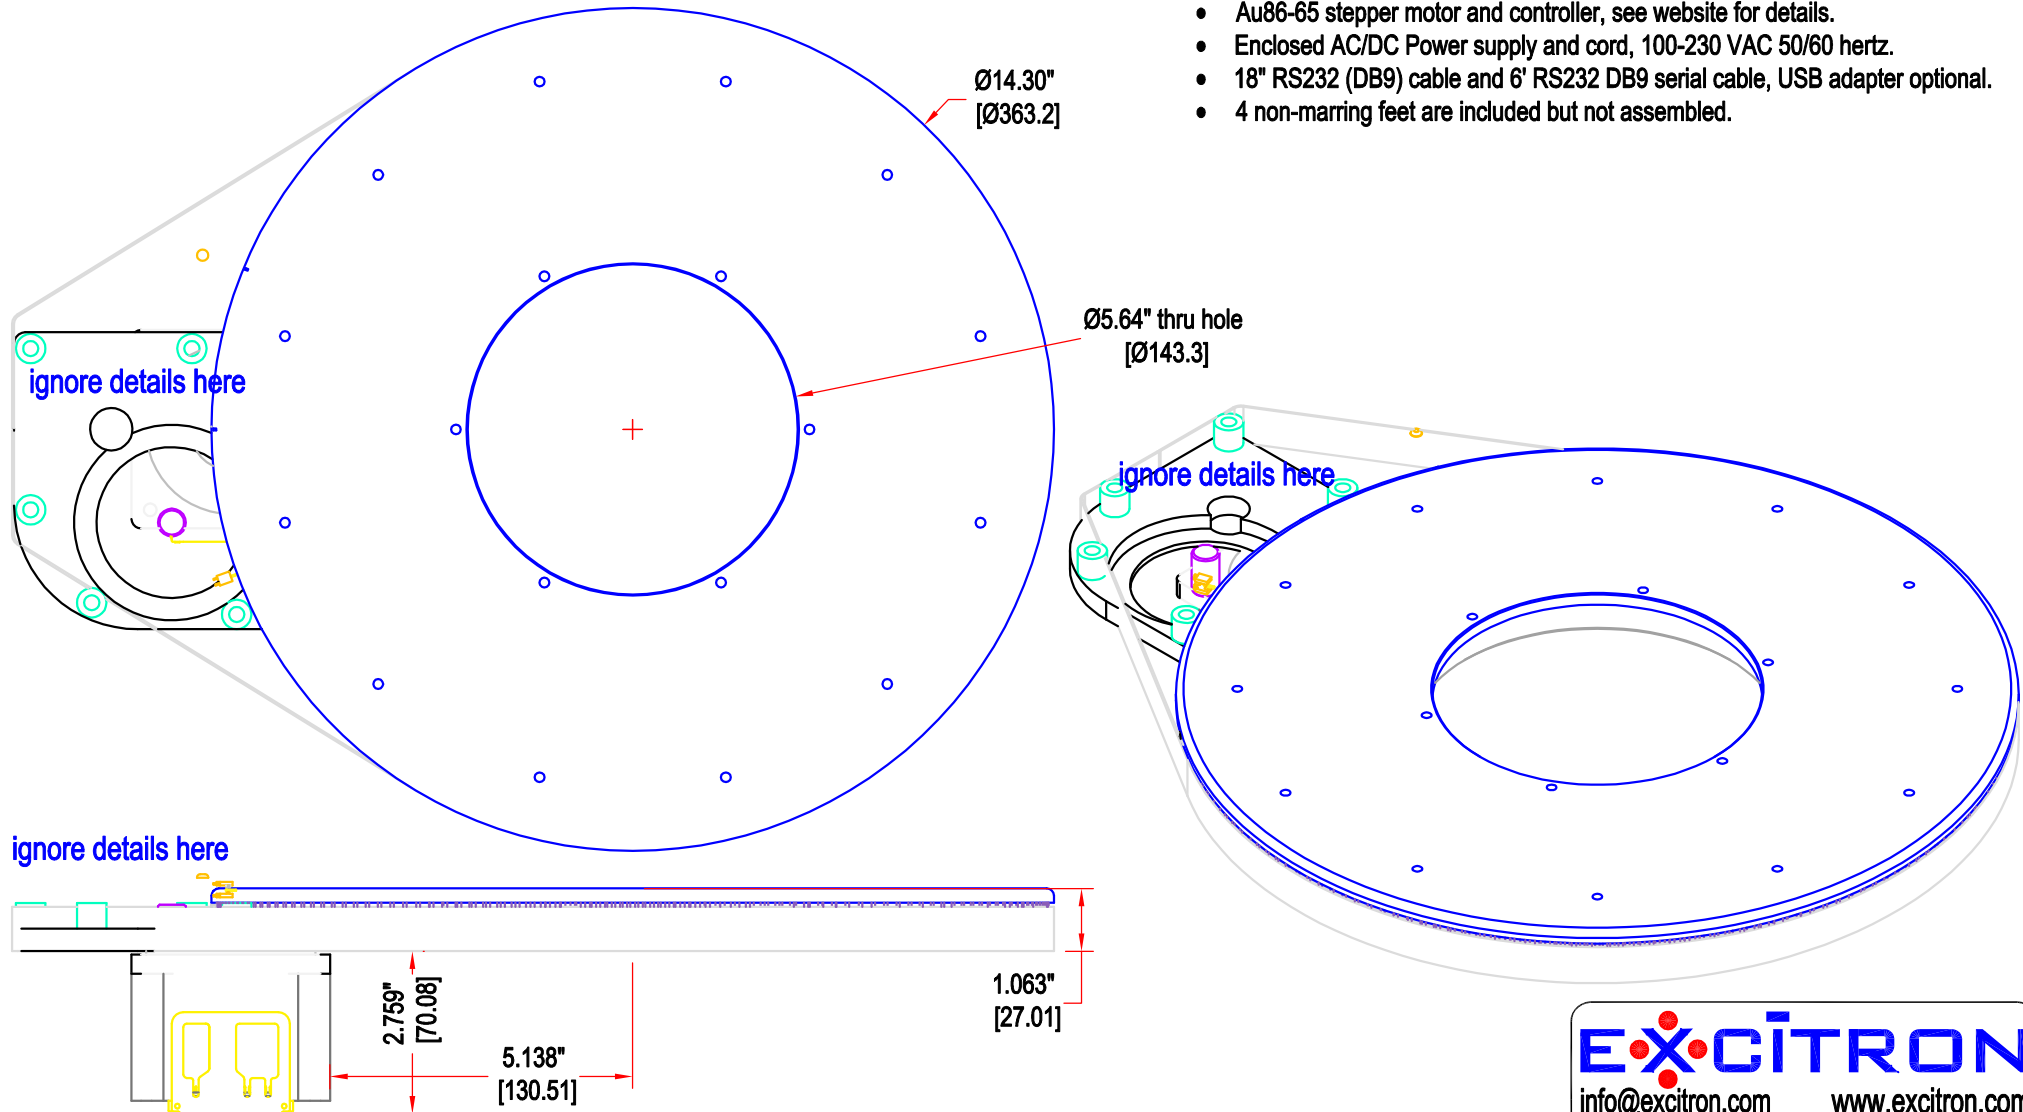 • Au86-65 stepper motor and controller, see website for details.
• Enclosed AC/DC Power supply and cord, 100-230 VAC 50/60 hertz.
• 18" RS232 (DB9) cable and 6' RS232 DB9 serial cable, USB adapter optional.
• 4 non-marring feet are included but not assembled.
Ø14.30"
[Ø363.2]
Ø5.64" thru hole
[Ø143.3]
ignore details here
ignore details here
ignore details here
2.759"
[70.08]
5.138"
[130.51]
1.063"
[27.01]
EXCITRON
info@excitron.com www.excitron.com